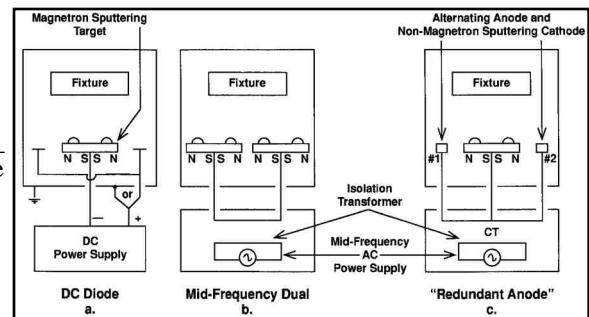 Magnetron Sputtering
Target
Alternating Anode and
Non-Magnetron Sputtering Cathode
Fixture
Fixture
Fixture
N S S N
N S S N N S S N
#1 N S S N #2
or
− +
DC
Power Supply
Isolation
Transformer
Mid-Frequency
AC
Power Supply
CT
DC Diode
a.
Mid-Frequency Dual
b.
"Redundant Anode"
c.
e